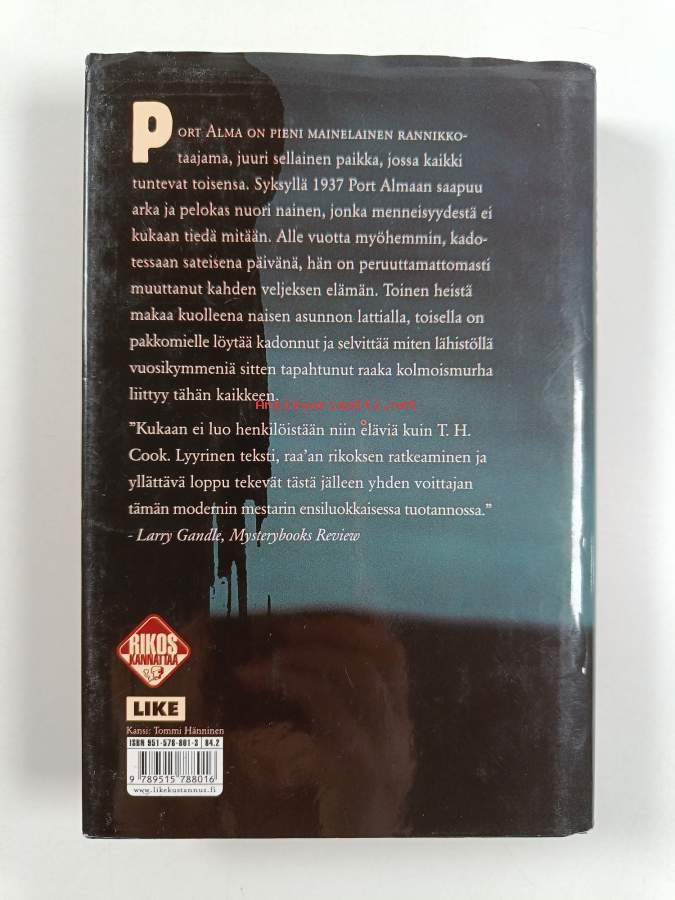 PORT ALMA ON PIENI MAINELAINEN RANNIKKO-
taajama, juuri sellainen paikka, jossa kaikki
tuntevat toisensa. Syksyllä 1937 Port Almaan saapuu
arka ja pelokas nuori nainen, jonka menneisyydestä ei
kukaan tiedä mitään. Alle vuotta myöhemmin, kado-
tessaan sateisena päivänä, hän on peruuttamattomasti
muuttanut kahden veljeksen elämän. Toinen heistä
makaa kuolleena naisen asunnon lattialla, toisella on
pakkomielle löytää kadonnut ja selvittää miten lähistöllä
vuosikymmeniä sitten tapahtunut raaka kolmoismurha
liittyy tähän kaikkeen.
Antikvariaatti.net
"Kukaan ei luo henkilöistään niin eläviä kuin T. H.
Cook. Lyyrinen teksti, raa'an rikoksen ratkeaminen ja
yllättävä loppu tekevät tästä jälleen yhden voittajan
tämän modernin mestarin ensiluokkaisessa tuotannossa."
- Larry Gandle, Mysterybooks Review
RIKOS
KANNATTAA
LIKE
Kansi: Tommi Hänninen
ISBN 951-578-801-3 84.2
9 789515 788016
www.likekustannus.fi